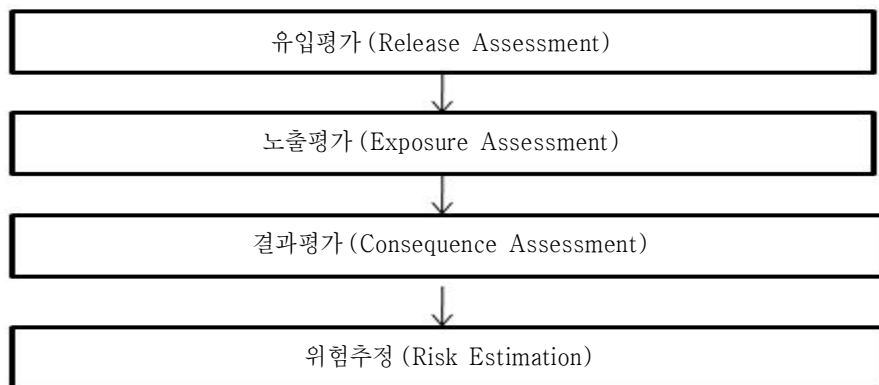 유입평가(Release Assessment)
노출평가(Exposure Assessment)
결과평가(Consequence Assessment)
위험추정(Risk Estimation)